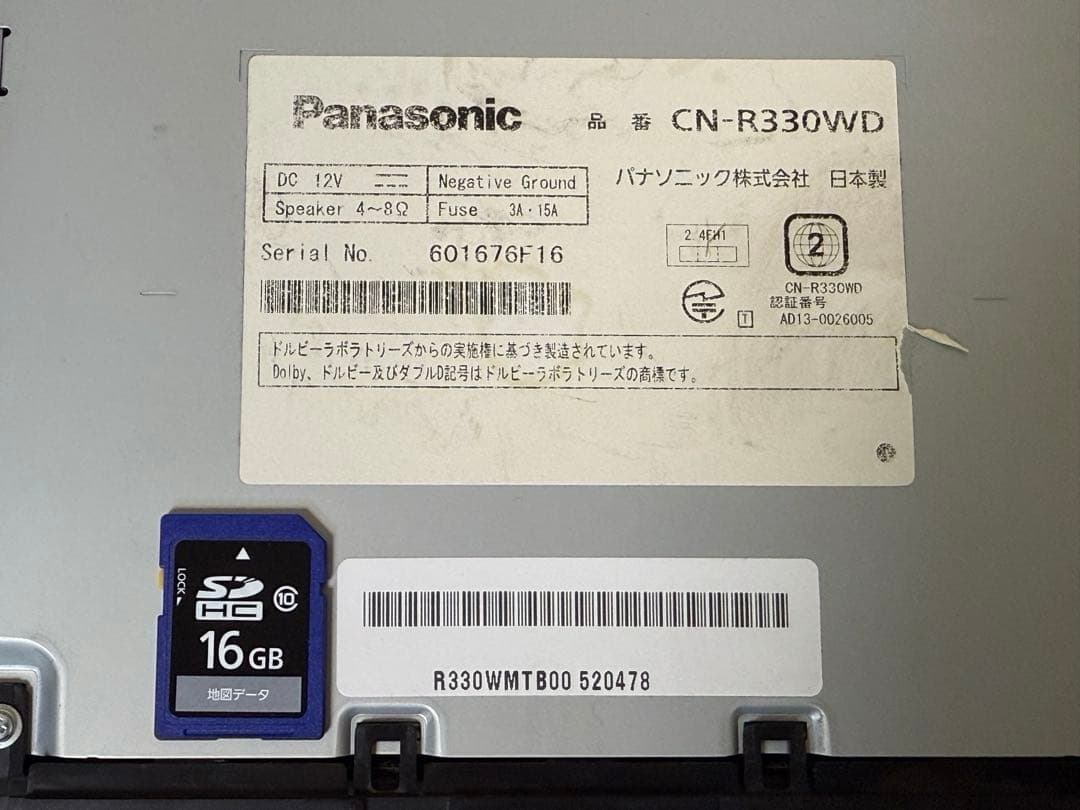 Panasonic 品番 CN-R330WD
DC 12V Negative Ground
パナソニック株式会社 日本製
Speaker 4~8Ω Fuse 3A・15A
2.4FH1
2
Serial No. 601676F16
CN-R330WD
認証番号
T AD13-0026005
ドルビーラボラトリーズからの実施権に基づき製造されています。
Dolby、ドルビー及びダブルD記号はドルビーラボラトリーズの商標です。
LOCK
SD
HC
10
16GB
地図データ
R330WMTB00 520478